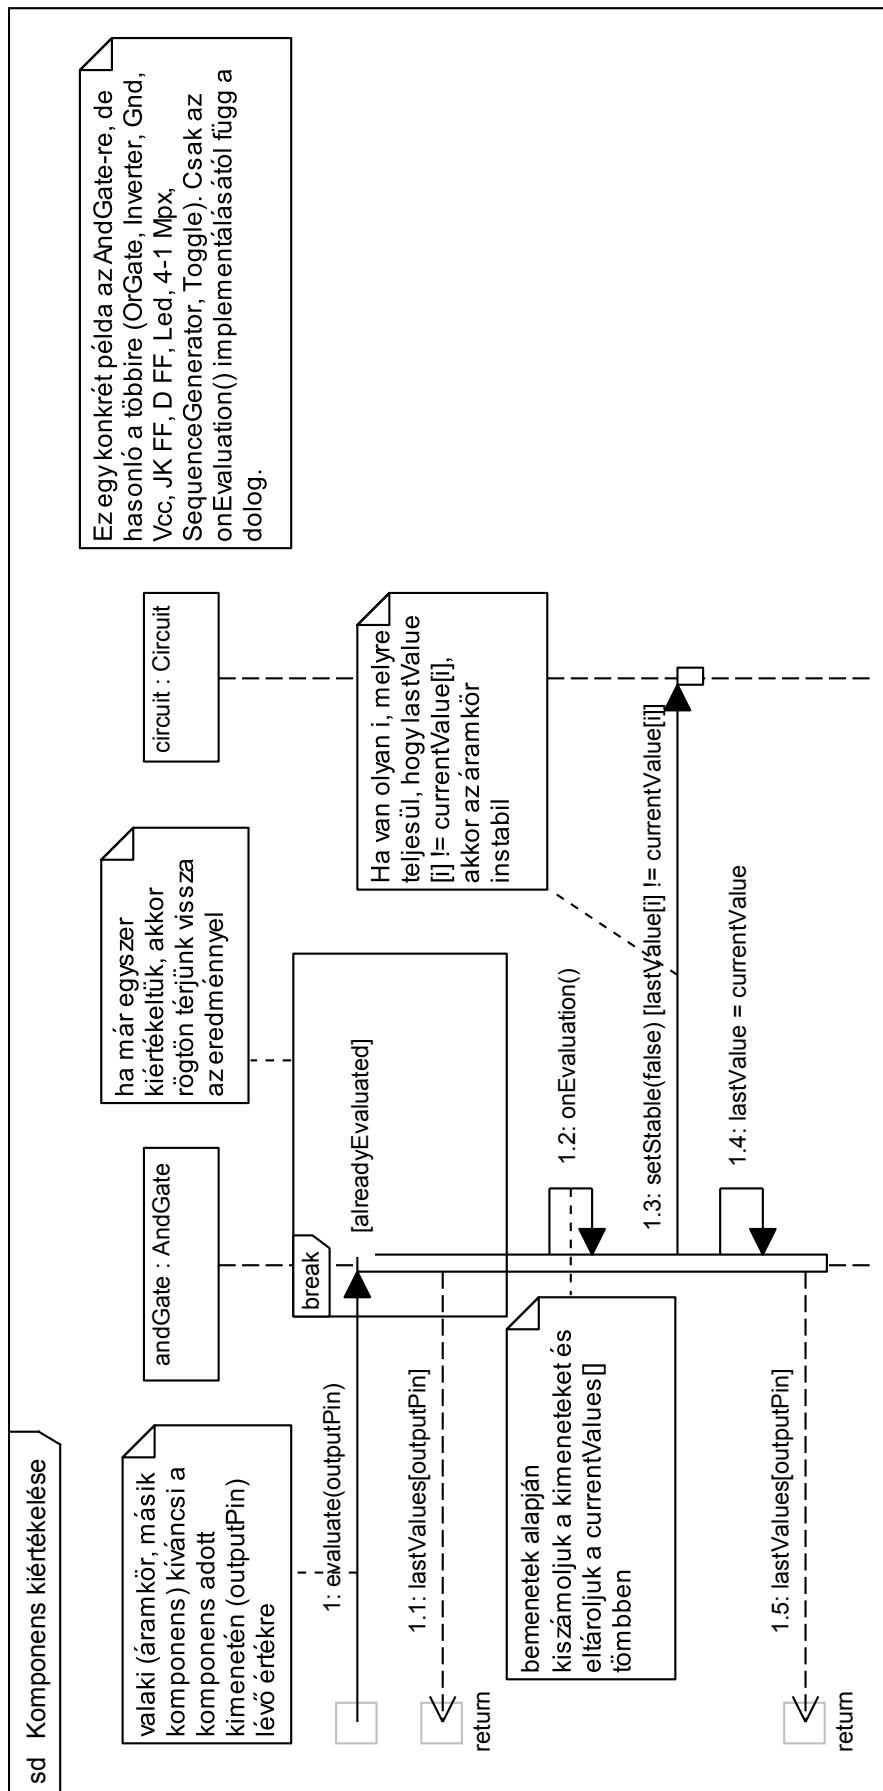 sd Komponens kiértékelése
valaki (áramkör, másik
komponens) kíváncsi a
komponens adott
kimenetén (outputPin)
lévő értékre
andGate : AndGate
ha már egyszer
kiértékeltük, akkor
rögtön térjünk vissza
az eredménnyel
circuit : Circuit
Ez egy konkrét példa az AndGate-re, de
hasonló a többire (OrGate, Inverter, Gnd,
Vcc, JK FF, D FF, Led, 4-1 Mpx,
SequenceGenerator, Toggle). Csak az
onEvaluation() implementálásától függ a
dolog.
break
[alreadyEvaluated]
1: evaluate(outputPin)
1.1: lastValues[outputPin]
return
Ha van olyan i, melyre
teljesül, hogy lastValue
[i] != currentValue[i],
akkor az áramkör
instabil
bemenetek alapján
kiszámoljuk a kimeneteket és
eltároljuk a currentValues[]
tömbben
1.2: onEvaluation()
1.3: setStable(false) [lastValue[i] != currentValue[i]]
1.4: lastValue = currentValue
1.5: lastValues[outputPin]
return